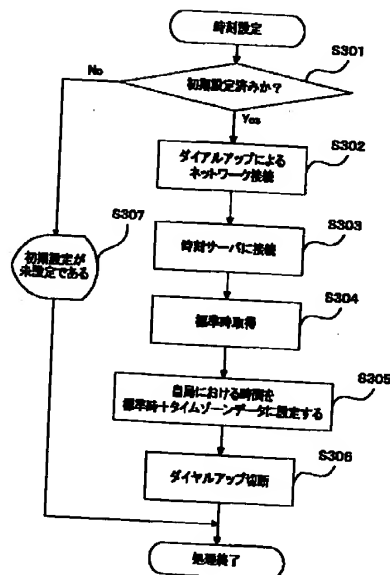 時刻設定
S301
No
初期設定済みか？
Yes
S302
ダイアルアップによる
ネットワーク接続
S307
S303
初期設定が
未設定である
時刻サーバに接続
S304
標準時取得
S305
自局における時間を
標準時＋タイムゾーンデータに設定する
S306
ダイヤルアップ切断
処理終了